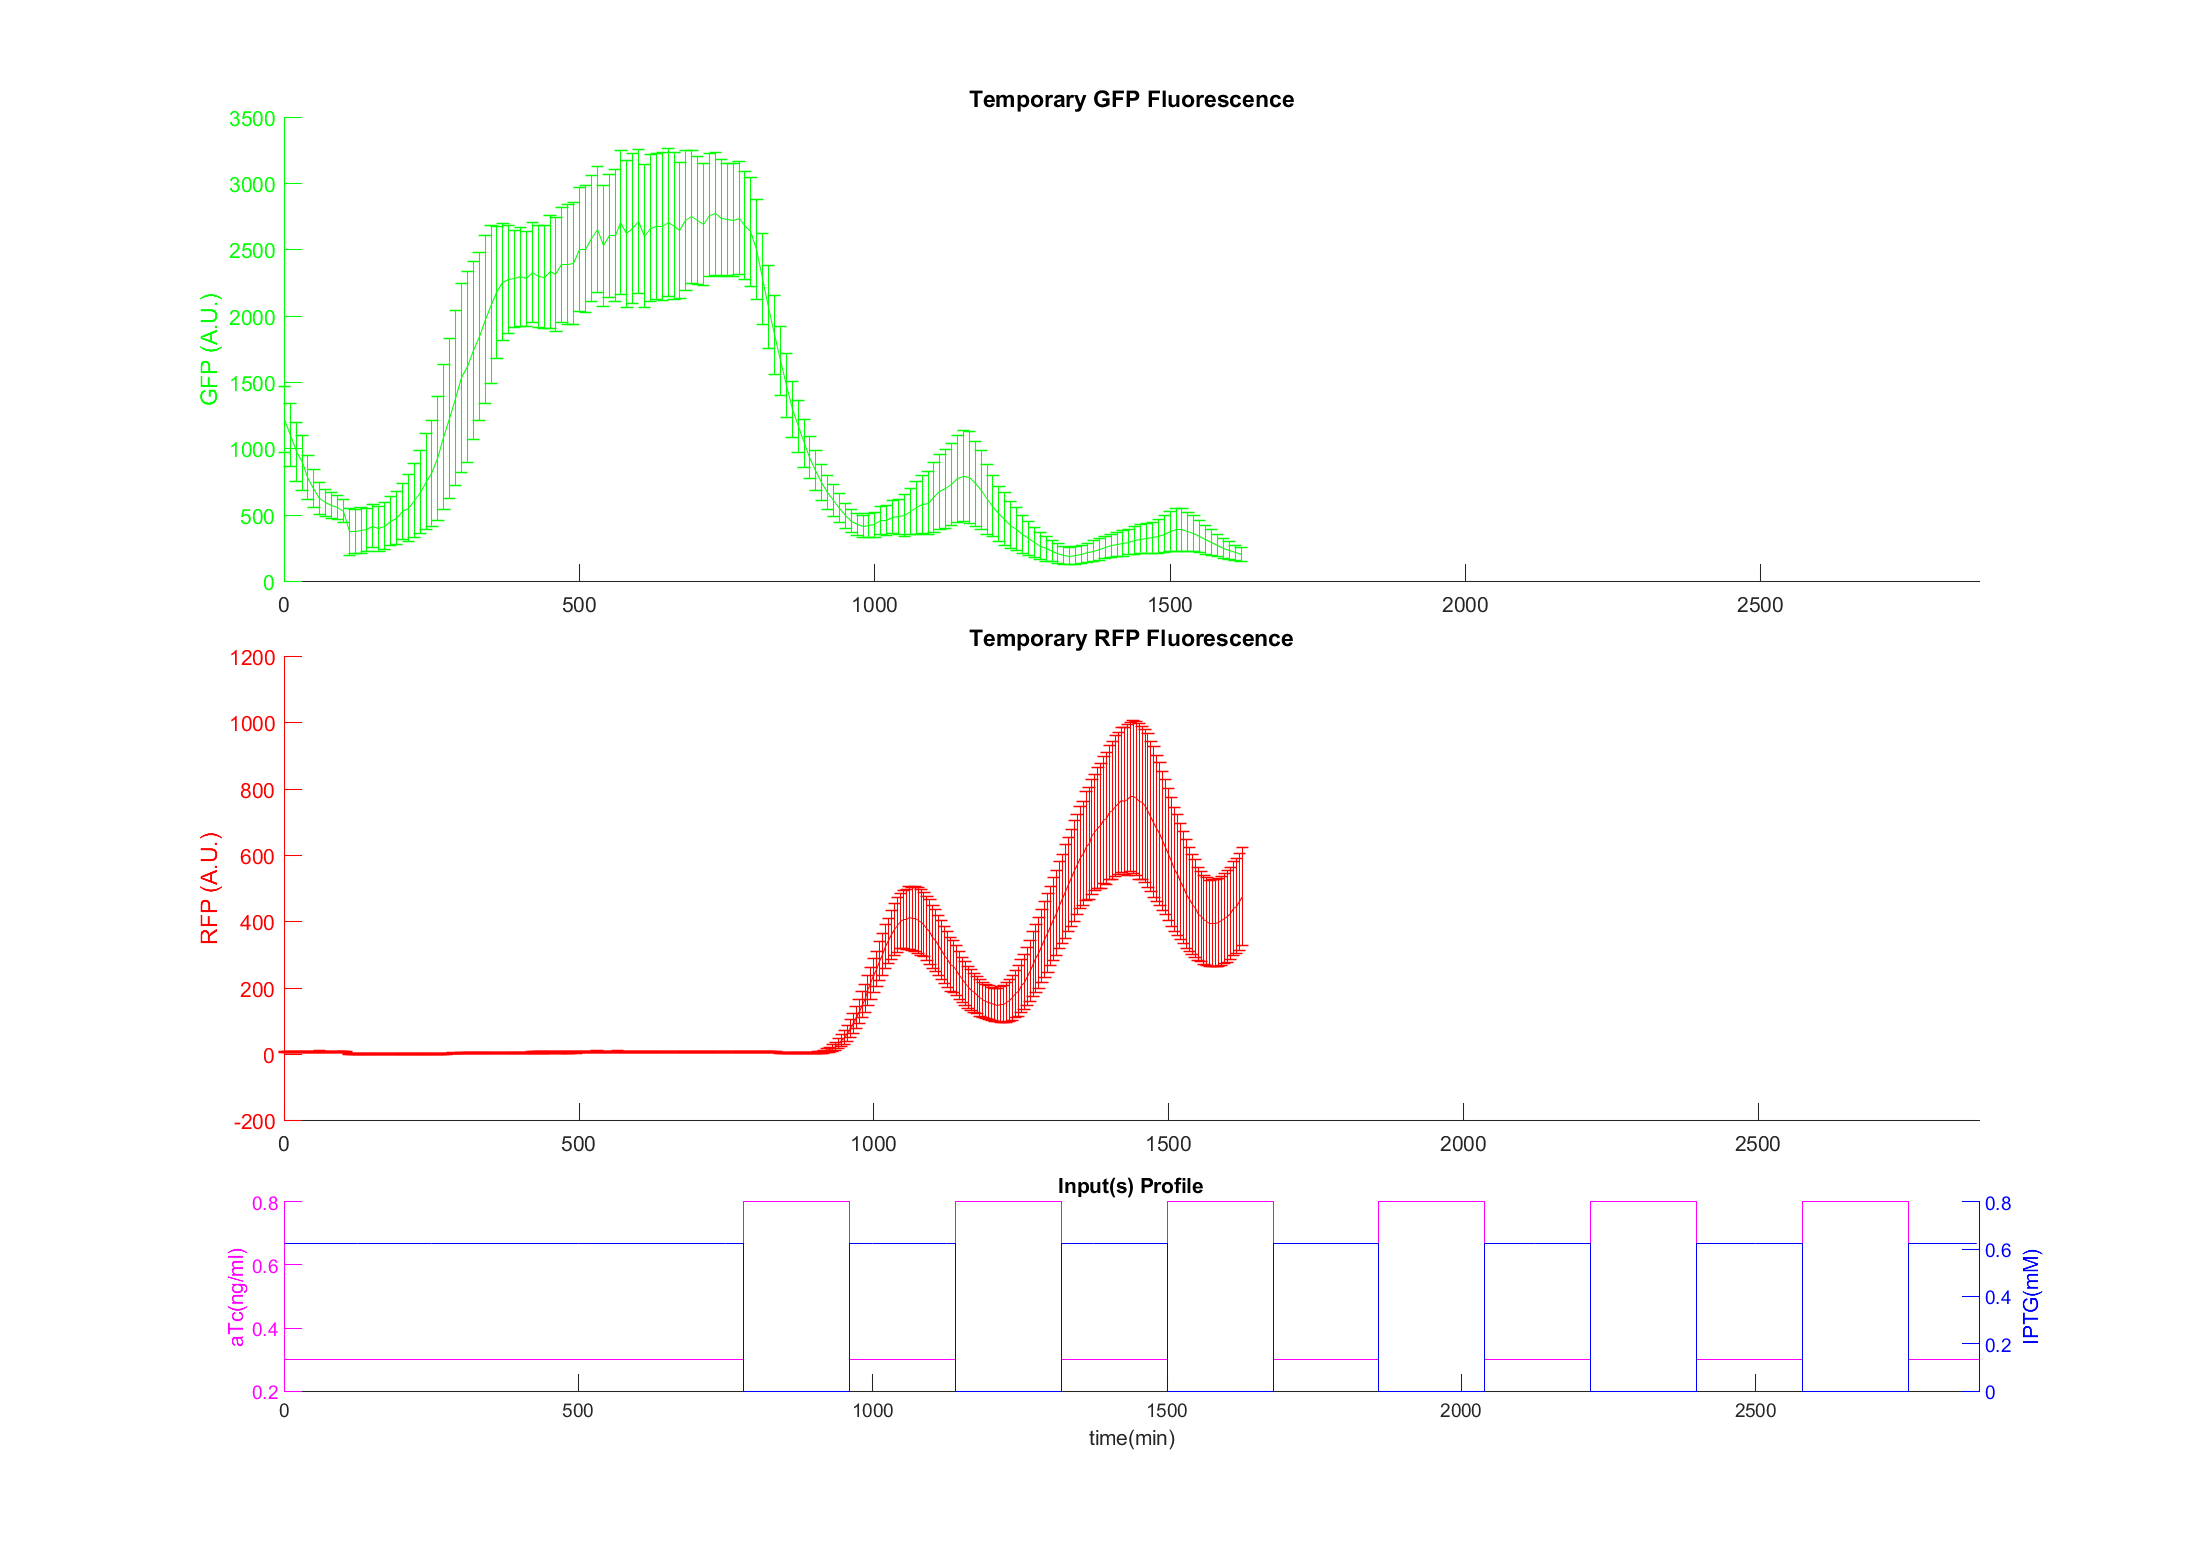 Temporary GFP Fluorescence
3500
3000
2500
2000
1500
1000
500
0
GFP (A.U.)
0 500 1000 1500 2000 2500
Temporary RFP Fluorescence
1200
1000
800
600
400
200
0
-200
RFP (A.U.)
0 500 1000 1500 2000 2500
Input(s) Profile
0.8
0.6
0.4
0.2
aTc(ng/ml)
0.8
0.6
0.4
0.2
0
IPTG(mM)
0 500 1000 1500 2000 2500
time(min)